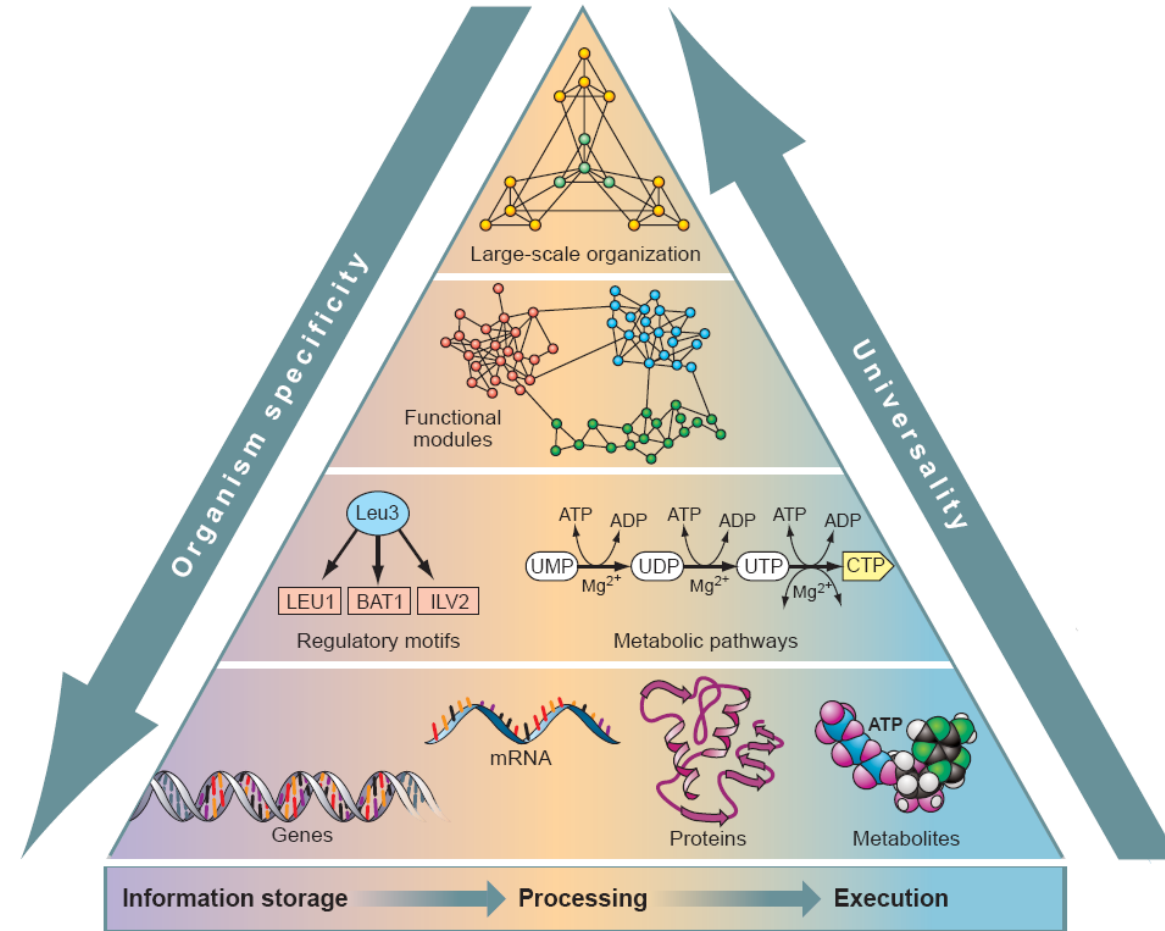 Organism specificity
Universality
Large-scale organization
Functional
modules
Leu3
LEU1 BAT1 ILV2
Regulatory motifs
ATP ADP ATP ADP ATP ADP
UMP UDP UTP CTP
Mg²⁺ Mg²⁺ Mg²⁺
Metabolic pathways
mRNA
ATP
Genes
Proteins
Metabolites
Information storage Processing Execution